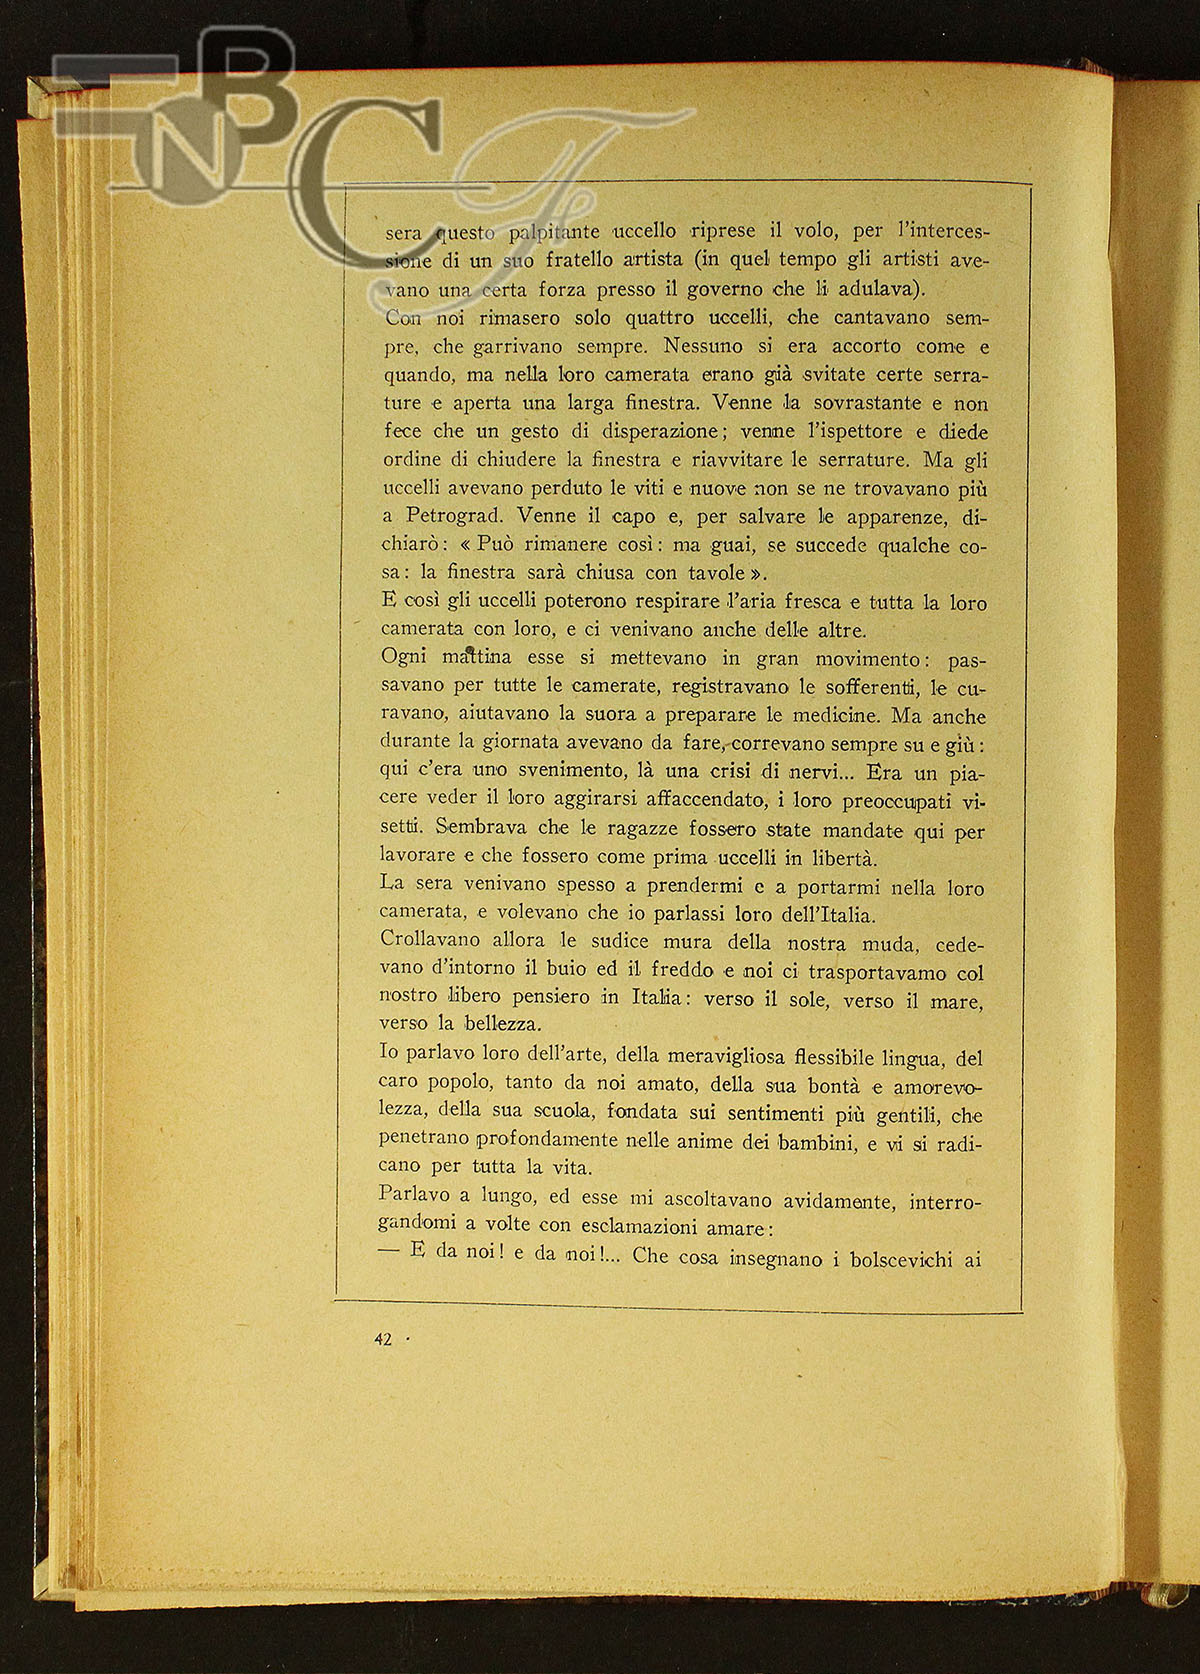 sera questo palpitante uccello riprese il volo, per l'interces-
sione di un suo fratello artista (in quel tempo gli artisti ave-
vano una certa forza presso il governo che li adulava).
Con noi rimasero solo quattro uccelli, che cantavano sem-
pre, che garrivano sempre. Nessuno si era accorto come e
quando, ma nella loro camerata erano già svitate certe serra-
ture e aperta una larga finestra. Venne la sovrastante e non
fece che un gesto di disperazione; venne l'ispettore e diede
ordine di chiudere la finestra e riavvitare le serrature. Ma gli
uccelli avevano perduto le viti e nuove non se ne trovavano più
a Petrograd. Venne il capo e, per salvare le apparenze, di-
chiarò: « Può rimanere così: ma guai, se succede qualche co-
sa: la finestra sarà chiusa con tavole ».
E così gli uccelli poterono respirare l'aria fresca e tutta la loro
camerata con loro, e ci venivano anche delle altre.
Ogni mattina esse si mettevano in gran movimento: pas-
savano per tutte le camerate, registravano le sofferenti, le cu-
ravano, aiutavano la suora a preparare le medicine. Ma anche
durante la giornata avevano da fare, correvano sempre su e giù:
qui c'era uno svenimento, là una crisi di nervi... Era un pia-
cere veder il loro aggirarsi affaccendato, i loro preoccupati vi-
setti. Sembrava che le ragazze fossero state mandate qui per
lavorare e che fossero come prima uccelli in libertà.
La sera venivano spesso a prendermi e a portarmi nella loro
camerata, e volevano che io parlassi loro dell'Italia.
Crollavano allora le sudice mura della nostra muda, cede-
vano d'intorno il buio ed il freddo e noi ci trasportavamo col
nostro libero pensiero in Italia: verso il sole, verso il mare,
verso la bellezza.
Io parlavo loro dell'arte, della meravigliosa flessibile lingua, del
caro popolo, tanto da noi amato, della sua bontà e amorevo-
lezza, della sua scuola, fondata sui sentimenti più gentili, che
penetrano profondamente nelle anime dei bambini, e vi si radi-
cano per tutta la vita.
Parlavo a lungo, ed esse mi ascoltavano avidamente, interro-
gandomi a volte con esclamazioni amare:
— E da noi! e da noi!... Che cosa insegnano i bolscevichi ai
42